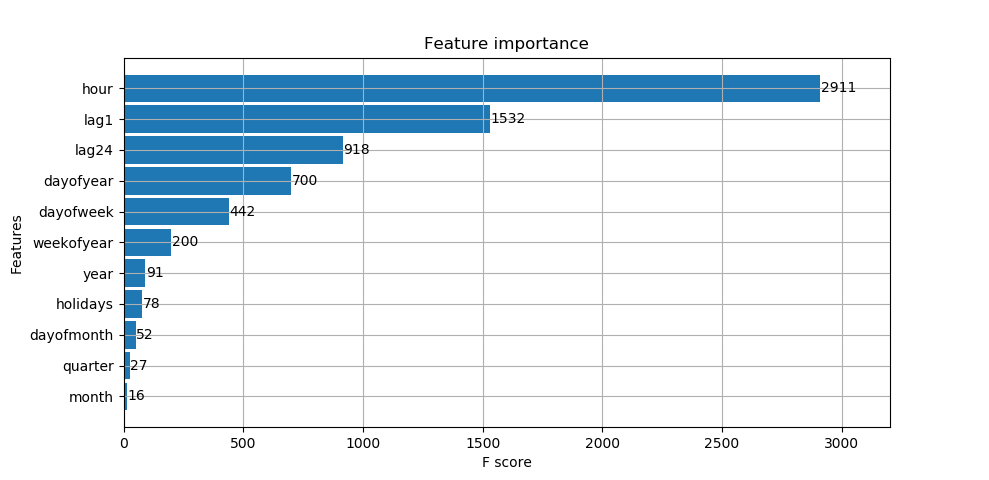 Feature importance
Features
hour 2911
lag1 1532
lag24 918
dayofyear 700
dayofweek 442
weekofyear 200
year 91
holidays 78
dayofmonth 52
quarter 27
month 16
0 500 1000 1500 2000 2500 3000
F score